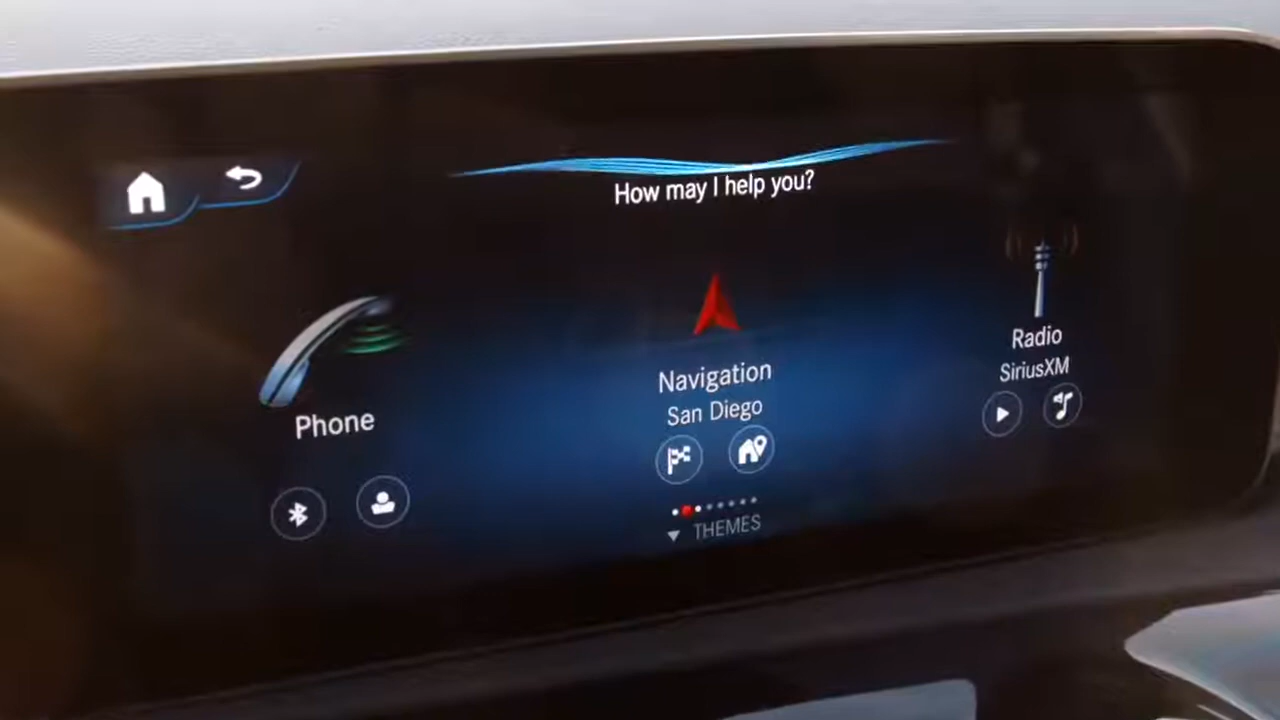 How may I help you?
Phone
Navigation
San Diego
Radio
SiriusXM
THEMES